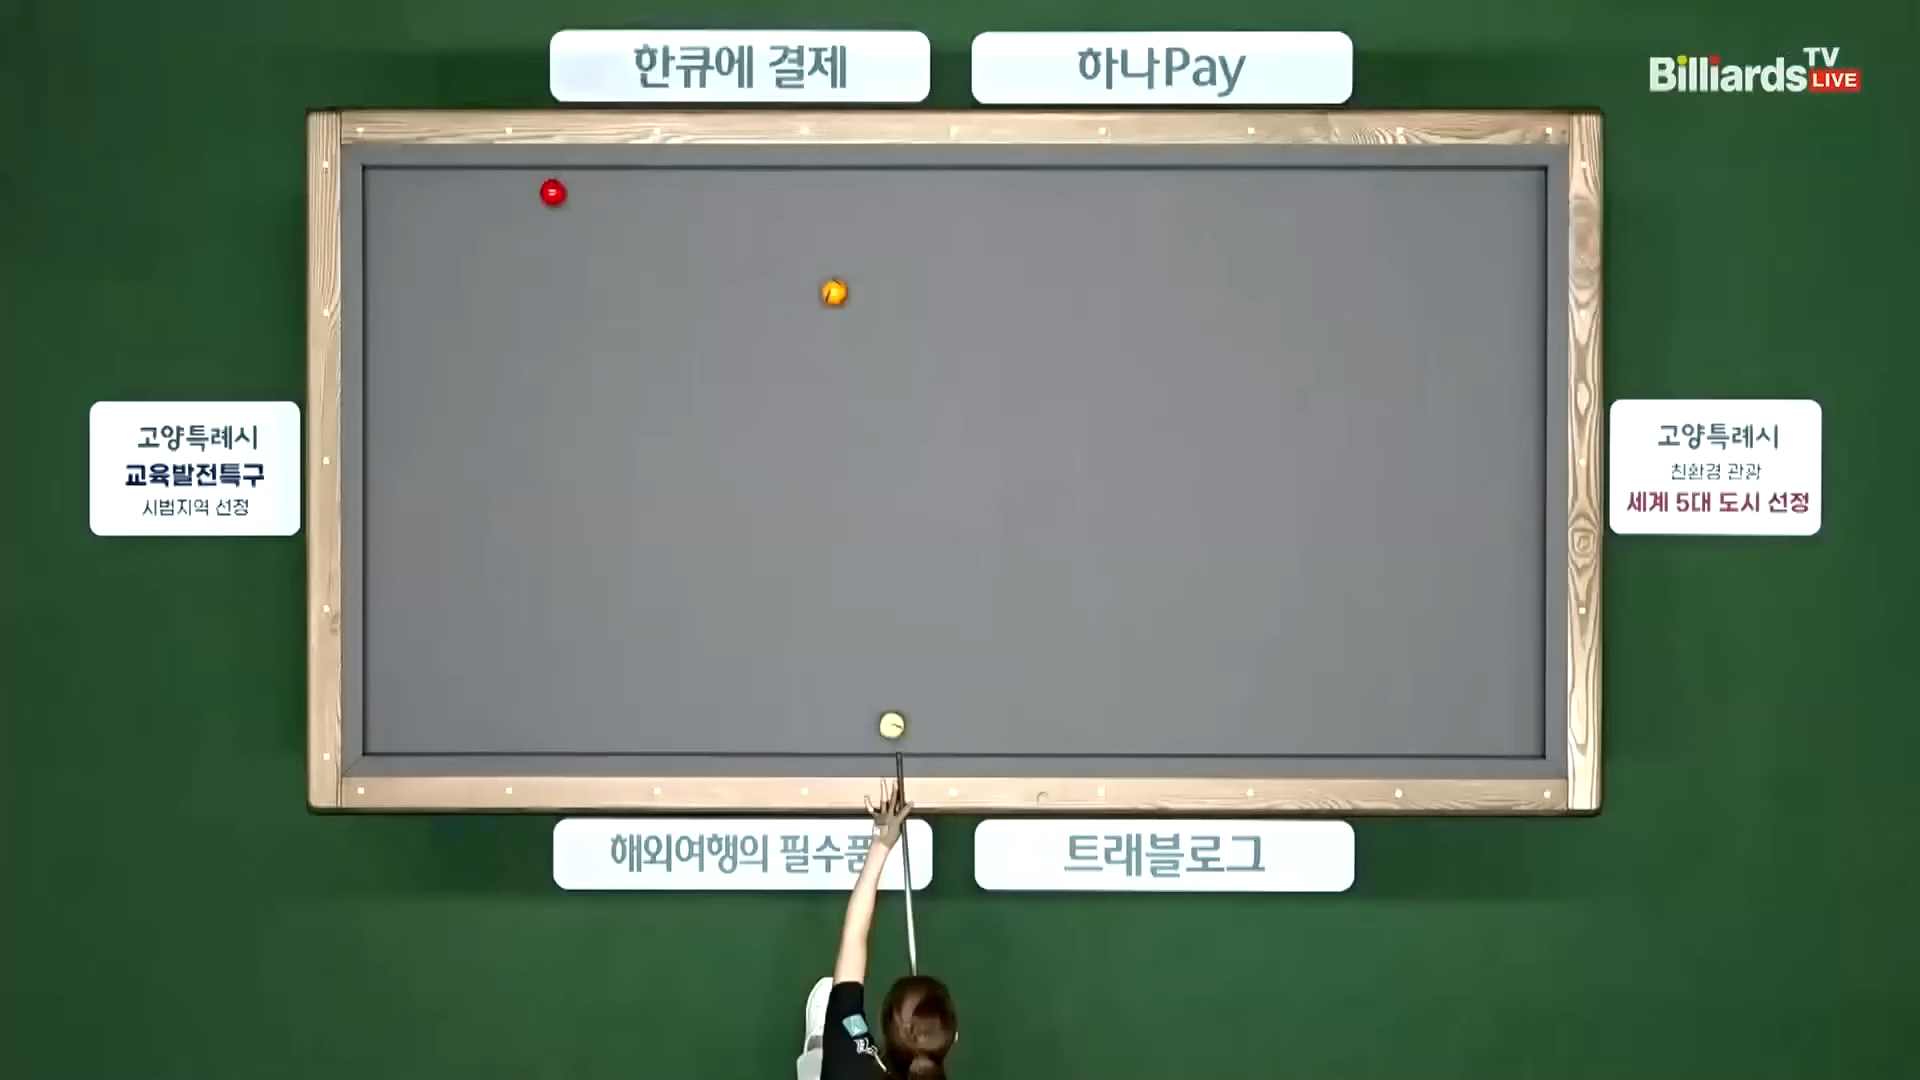 한큐에 결제
하나Pay
BilliardsTV
LIVE
고양특례시
교육발전특구
시범지역 선정
고양특례시
친환경 관광
세계 5대 도시 선정
해외여행의 필수품
트래블로그